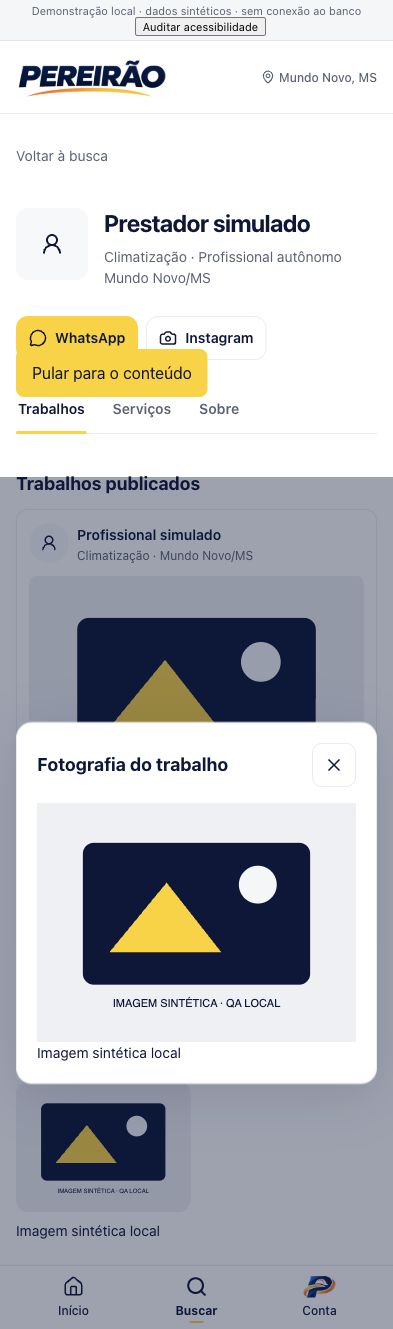 Demonstração local · dados sintéticos · sem conexão ao banco
Auditar acessibilidade
PEREIRÃO
Mundo Novo, MS
Voltar à busca
Prestador simulado
Climatização · Profissional autônomo
Mundo Novo/MS
WhatsApp
Instagram
Pular para o conteúdo
Trabalhos
Serviços
Sobre
Trabalhos publicados
Profissional simulado
Climatização · Mundo Novo/MS
Fotografia do trabalho
IMAGEM SINTÉTICA · QA LOCAL
Imagem sintética local
IMAGEM SINTÉTICA · QA LOCAL
Imagem sintética local
Início
Buscar
Conta